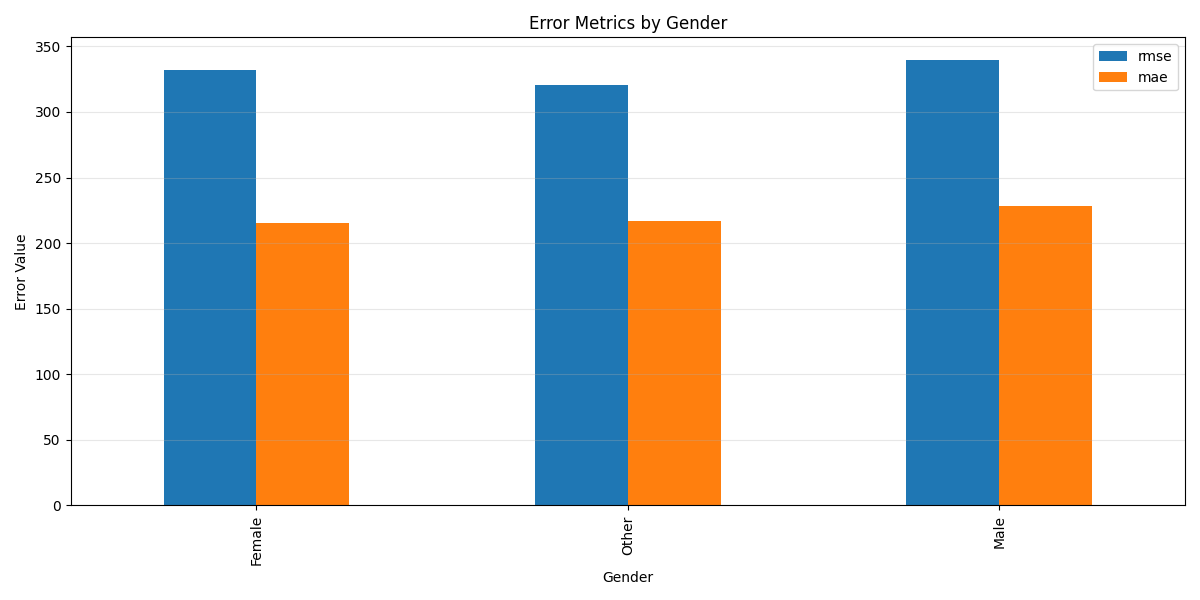 Error Metrics by Gender
rmse
mae
Error Value
350
300
250
200
150
100
50
0
Female
Other
Male
Gender